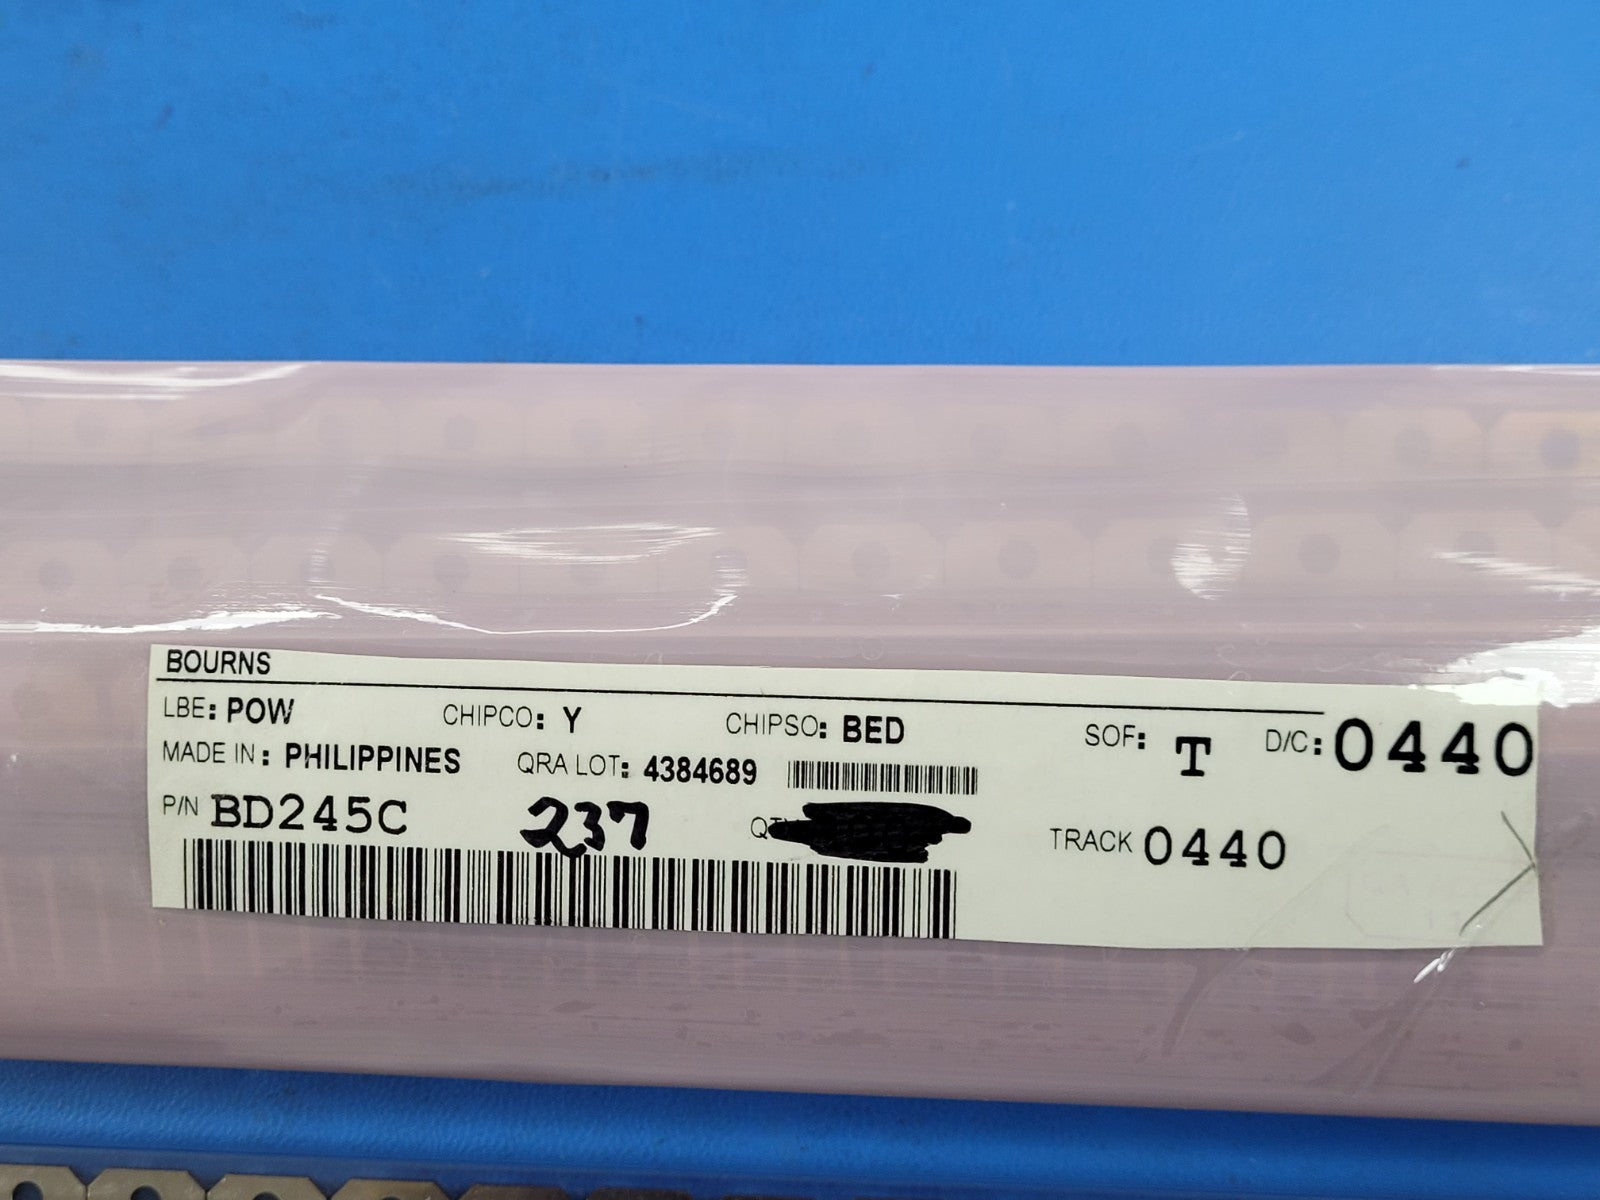 BOURNS
LBE: POW CHIPCO: Y CHIPSO: BED SOF: T D/C: 0440
MADE IN: PHILIPPINES QRA LOT: 4384689
P/N BD245C 237 TRACK 0440